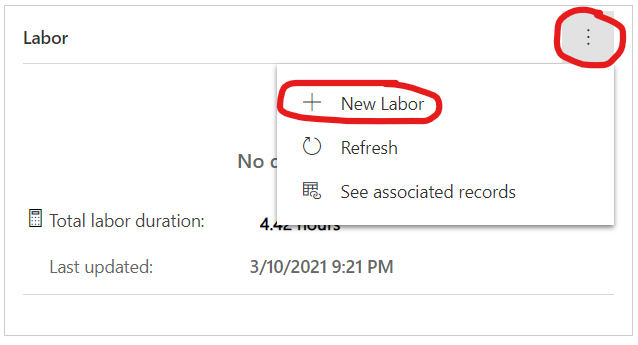 Labor
New Labor
No
Refresh
See associated records
Total labor duration: 4.42 hours
Last updated: 3/10/2021 9:21 PM